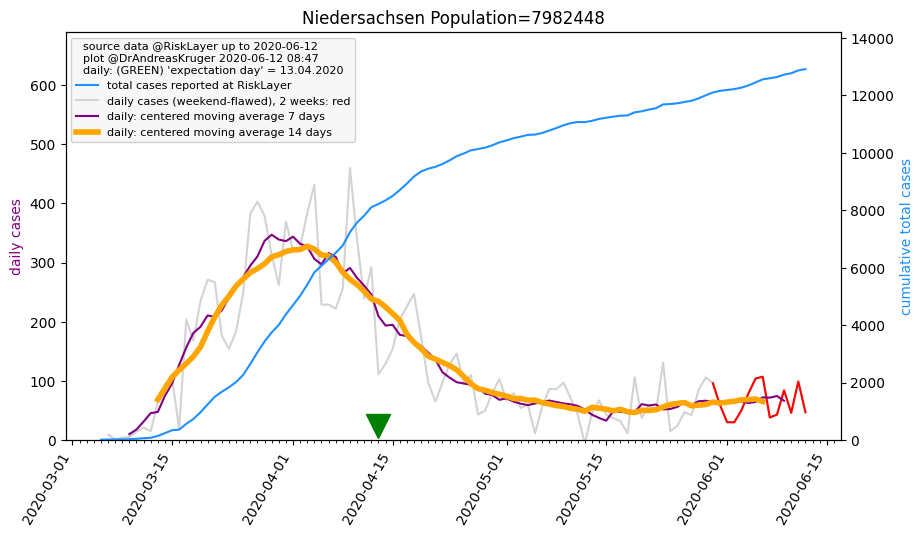 Niedersachsen Population=7982448
source data @RiskLayer up to 2020-06-12
plot @DrAndreasKruger 2020-06-12 08:47
daily: (GREEN) 'expectation day' = 13.04.2020
total cases reported at RiskLayer
daily cases (weekend-flawed), 2 weeks: red
daily: centered moving average 7 days
daily: centered moving average 14 days
daily cases
600
500
400
300
200
100
0
14000
12000
10000
8000
6000
4000
2000
0
cumulative total cases
2020-03-01
2020-03-15
2020-04-01
2020-04-15
2020-05-01
2020-05-15
2020-06-01
2020-06-15